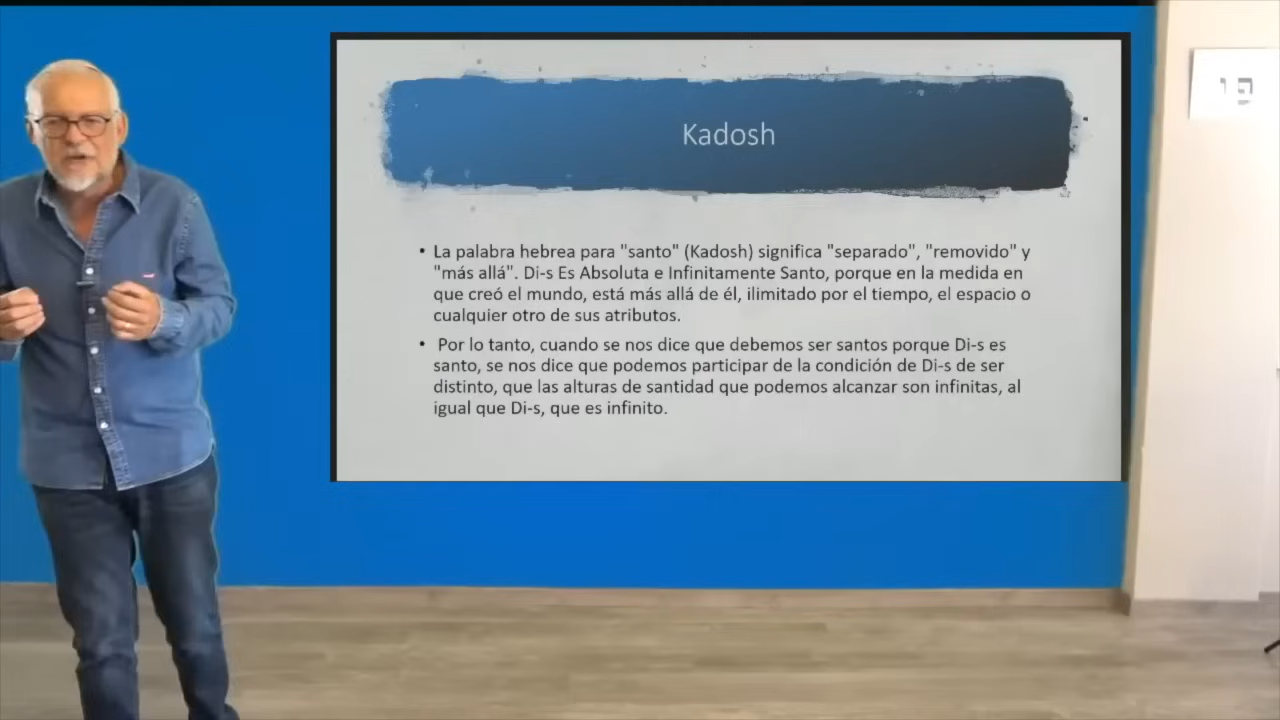 Kadosh
• La palabra hebrea para "santo" (Kadosh) significa "separado", "removido" y
"más allá". Di-s Es Absoluta e Infinitamente Santo, porque en la medida en
que creó el mundo, está más allá de él, ilimitado por el tiempo, el espacio o
cualquier otro de sus atributos.
• Por lo tanto, cuando se nos dice que debemos ser santos porque Di-s es
santo, se nos dice que podemos participar de la condición de Di-s de ser
distinto, que las alturas de santidad que podemos alcanzar son infinitas, al
igual que Di-s, que es infinito.